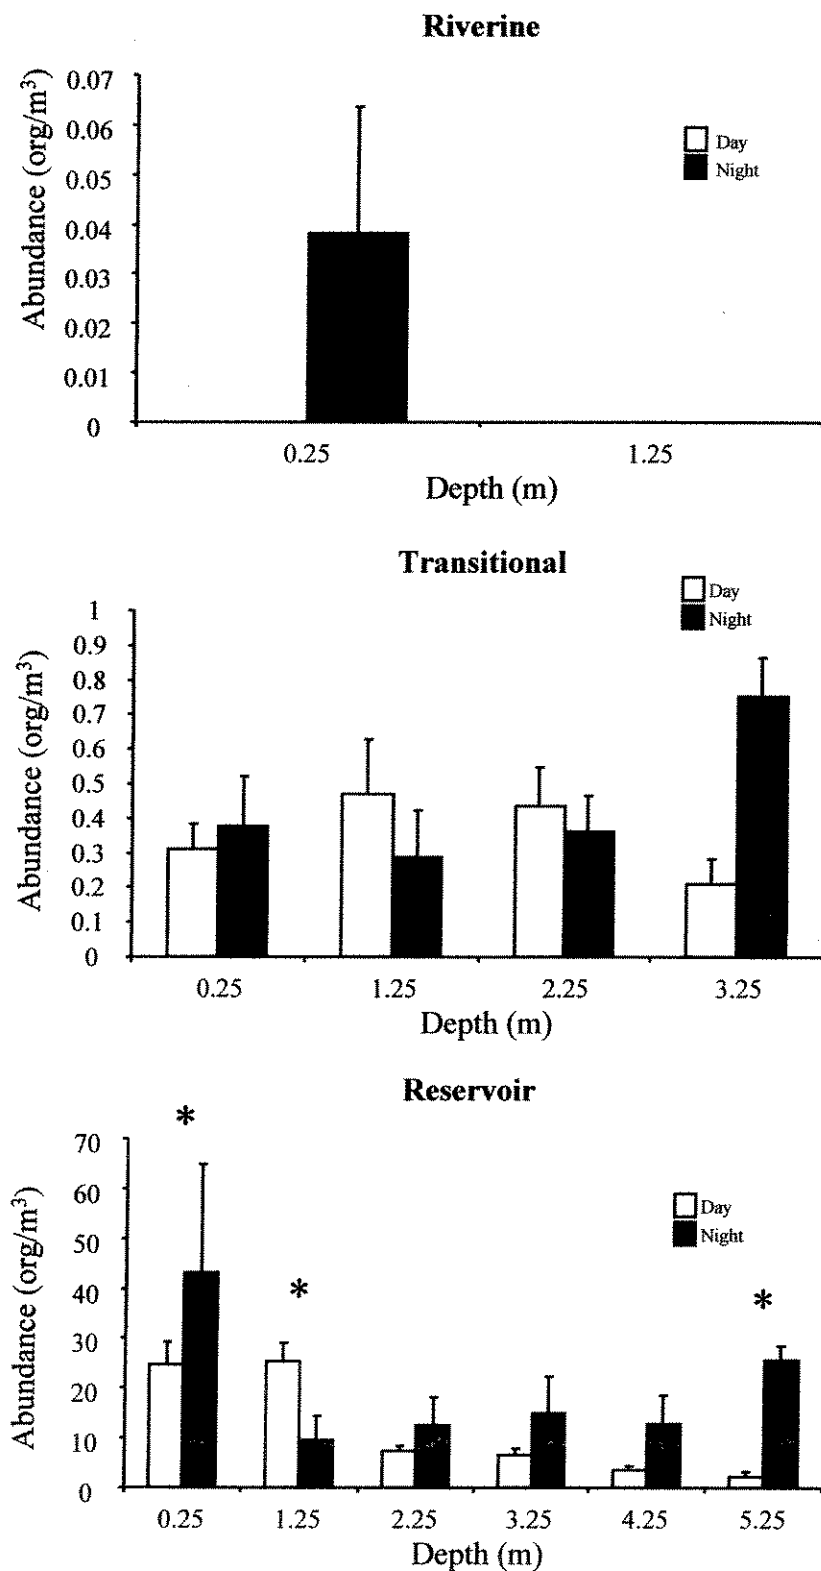 Riverine
Abundance (org/m³)
0.07
0.06
0.05
0.04
0.03
0.02
0.01
0
Day
Night
0.25 1.25
Depth (m)
Transitional
Abundance (org/m³)
1
0.9
0.8
0.7
0.6
0.5
0.4
0.3
0.2
0.1
0
Day
Night
0.25 1.25 2.25 3.25
Depth (m)
Reservoir
Abundance (org/m³)
70
60
50
40
30
20
10
0
*
*
*
Day
Night
0.25 1.25 2.25 3.25 4.25 5.25
Depth (m)